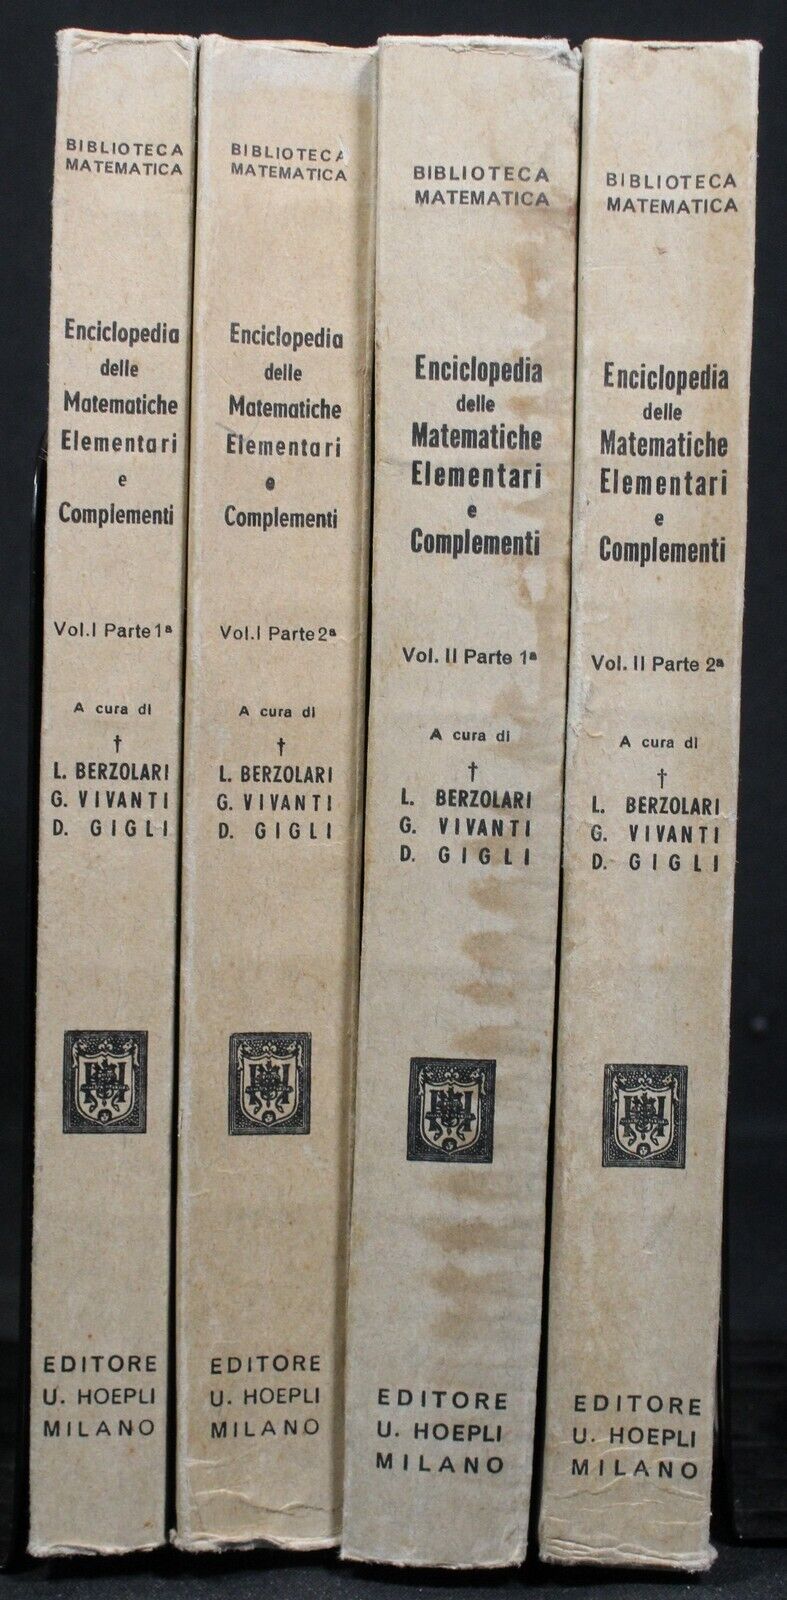 BIBLIOTECA
MATEMATICA
Enciclopedia
delle
Matematiche
Elementari
e
Complementi
Vol. I Parte 1ª
A cura di
†
L. BERZOLARI
G. VIVANTI
D. GIGLI
EDITORE
U. HOEPLI
MILANO
BIBLIOTECA
MATEMATICA
Enciclopedia
delle
Matematiche
Elementari
e
Complementi
Vol. I Parte 2ª
A cura di
†
L. BERZOLARI
G. VIVANTI
D. GIGLI
EDITORE
U. HOEPLI
MILANO
BIBLIOTECA
MATEMATICA
Enciclopedia
delle
Matematiche
Elementari
e
Complementi
Vol. II Parte 1ª
A cura di
†
L. BERZOLARI
G. VIVANTI
D. GIGLI
EDITORE
U. HOEPLI
MILANO
BIBLIOTECA
MATEMATICA
Enciclopedia
delle
Matematiche
Elementari
e
Complementi
Vol. II Parte 2ª
A cura di
†
L. BERZOLARI
G. VIVANTI
D. GIGLI
EDITORE
U. HOEPLI
MILANO